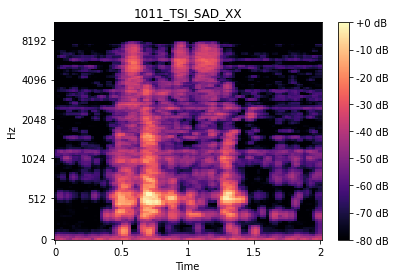 1011_TSI_SAD_XX
+0 dB
8192
-10 dB
4096
-20 dB
-30 dB
2048
Hz
-40 dB
1024
-50 dB
512
-60 dB
-70 dB
0
-80 dB
0
0.5
1
1.5
2
Time